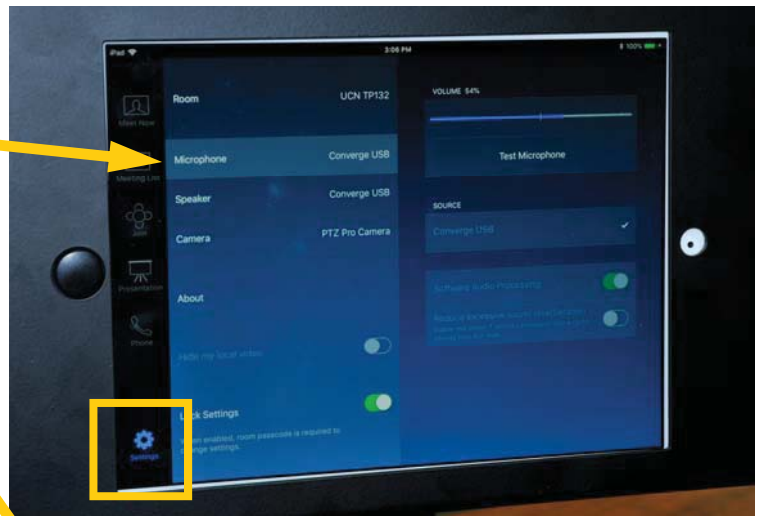 iPad
3:06 PM
100%
Meet Now
Meeting List
Join
Presentation
Phone
Settings
Room UCN TP132
Microphone Converge USB
Speaker Converge USB
Camera PTZ Pro Camera
About
Hide my local video
Lock Settings
When enabled, room passcode is required to
change settings.
VOLUME 64%
Test Microphone
SOURCE
Converge USB
Software Audio Processing